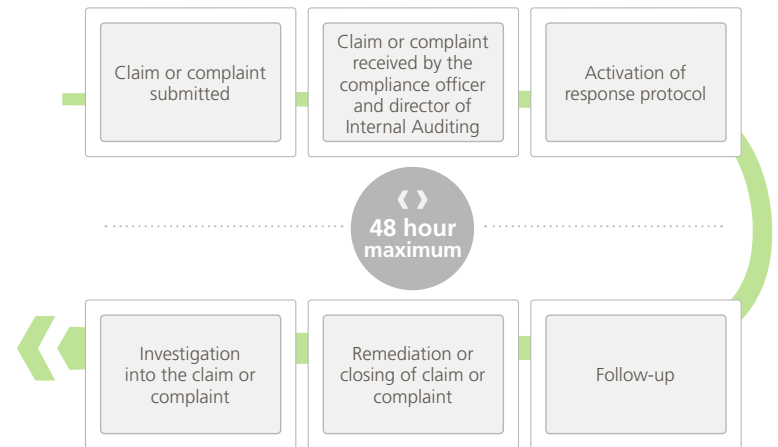 Claim or complaint
submitted
Claim or complaint
received by the
compliance officer
and director of
Internal Auditing
Activation of
response protocol
48 hour
maximum
Investigation
into the claim or
complaint
Remediation or
closing of claim or
complaint
Follow-up